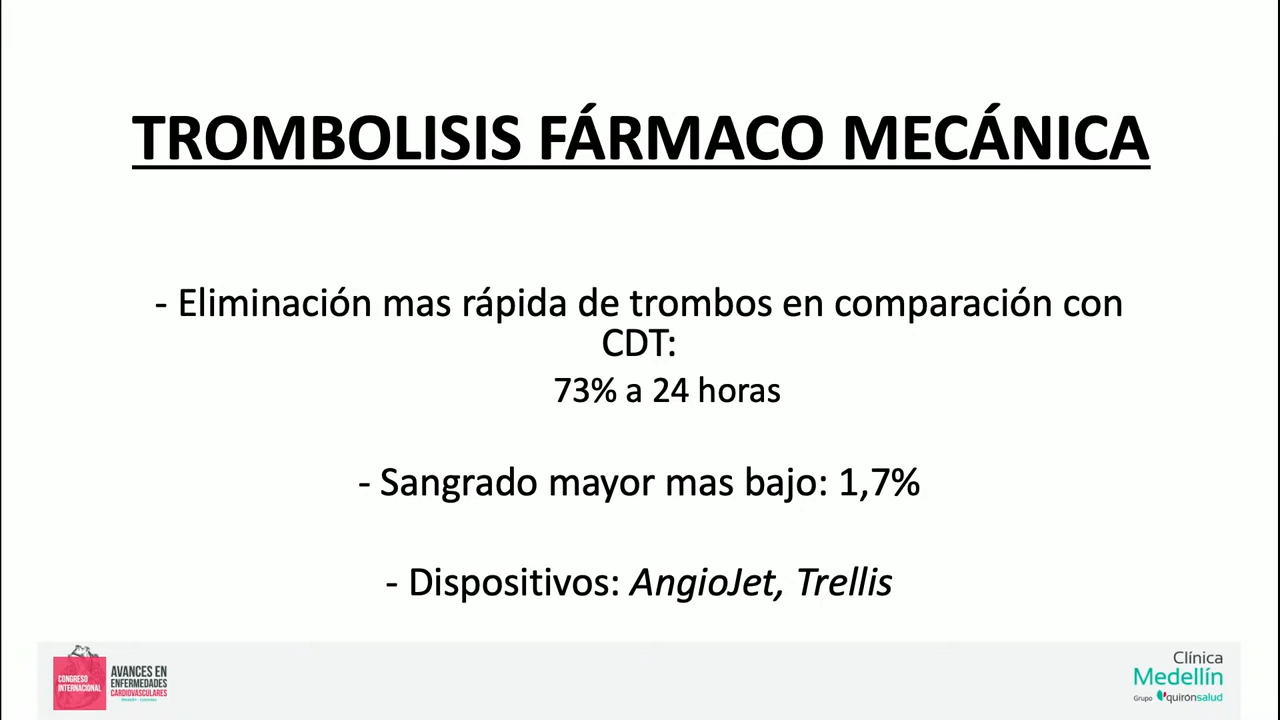 TROMBOLISIS FÁRMACO MECÁNICA
- Eliminación mas rápida de trombos en comparación con
CDT:
73% a 24 horas
- Sangrado mayor mas bajo: 1,7%
- Dispositivos: AngioJet, Trellis
CONGRESO
INTERNACIONAL
AVANCES EN
ENFERMEDADES
CARDIOVASCULARES
Clínica
Medellín
Grupo quirónsalud